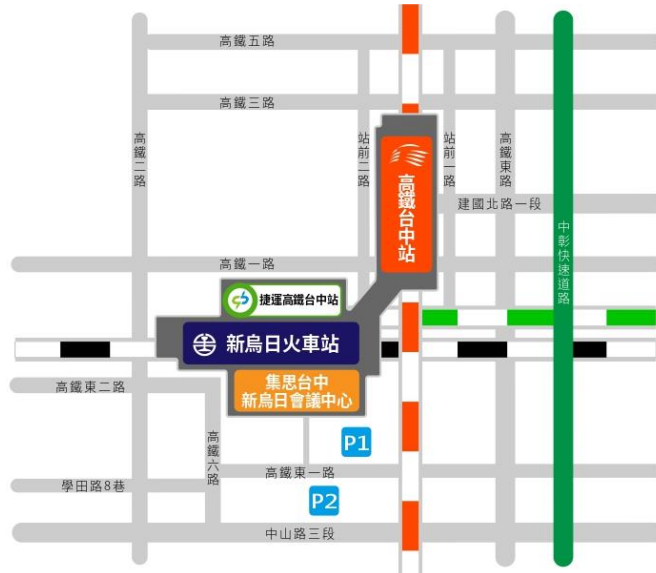 高鐵五路
高鐵三路
高鐵二路
站前二路
站前一路
高鐵東路
高鐵台中站
建國北路一段
中彰快速道路
高鐵一路
捷運高鐵台中站
新烏日火車站
集思台中
新烏日會議中心
高鐵東二路
高鐵六路
P1
高鐵東一路
學田路8巷
P2
中山路三段